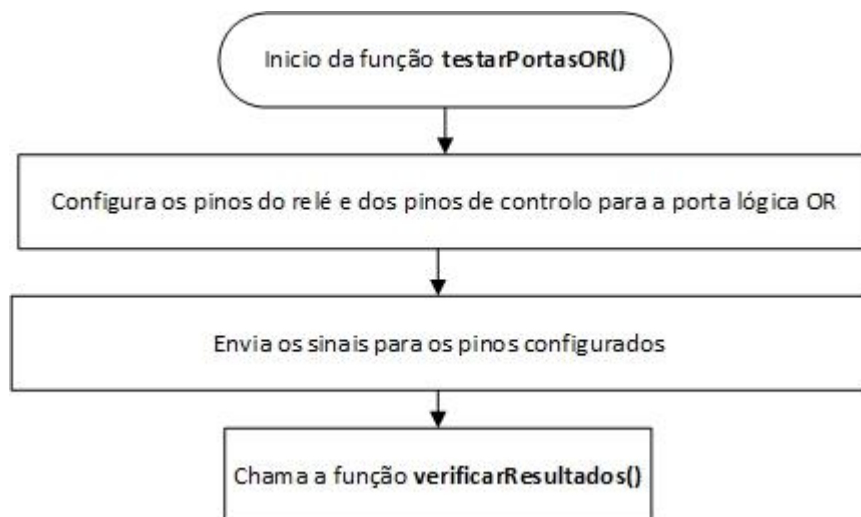 Inicio da função testarPortasOR()
Configura os pinos do relé e dos pinos de controlo para a porta lógica OR
Envia os sinais para os pinos configurados
Chama a função verificarResultados()